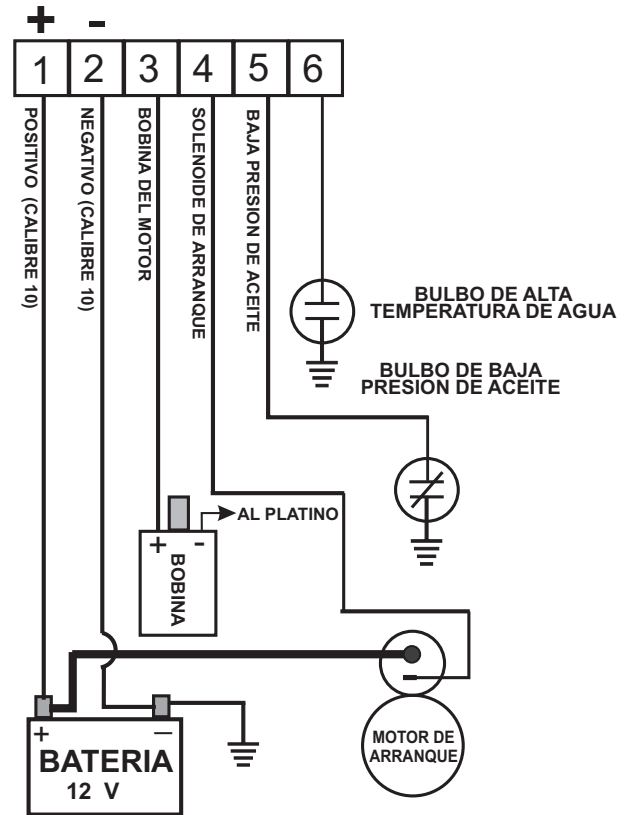 + -
1 2 3 4 5 6
POSITIVO (CALIBRE 10)
NEGATIVO (CALIBRE 10)
BOBINA DEL MOTOR
SOLENOIDE DE ARRANQUE
BAJA PRESION DE ACEITE
BULBO DE ALTA
TEMPERATURA DE AGUA
BULBO DE BAJA
PRESION DE ACEITE
AL PLATINO
+ -
BOBINA
MOTOR DE
ARRANQUE
+ -
BATERIA
12 V